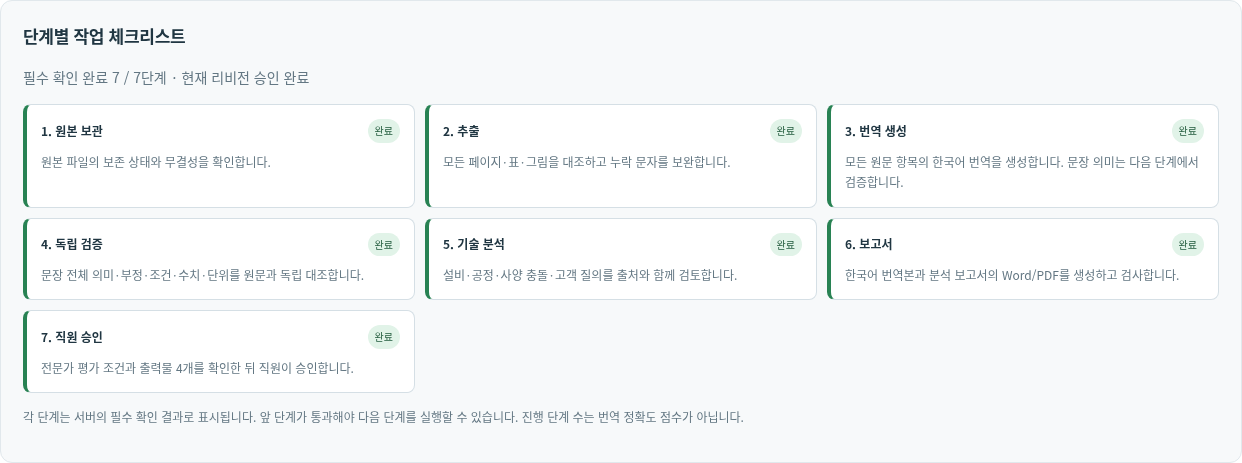 단계별 작업 체크리스트
필수 확인 완료 7 / 7단계 · 현재 리비전 승인 완료
1. 원본 보관
완료
원본 파일의 보존 상태와 무결성을 확인합니다.
2. 추출
완료
모든 페이지·표·그림을 대조하고 누락 문자를 보완합니다.
3. 번역 생성
완료
모든 원문 항목의 한국어 번역을 생성합니다. 문장 의미는 다음 단계에서
검증합니다.
4. 독립 검증
완료
문장 전체 의미·부정·조건·수치·단위를 원문과 독립 대조합니다.
5. 기술 분석
완료
설비·공정·사양 충돌·고객 질의를 출처와 함께 검토합니다.
6. 보고서
완료
한국어 번역본과 분석 보고서의 Word/PDF를 생성하고 검사합니다.
7. 직원 승인
완료
전문가 평가 조건과 출력물 4개를 확인한 뒤 직원이 승인합니다.
각 단계는 서버의 필수 확인 결과로 표시됩니다. 앞 단계가 통과해야 다음 단계를 실행할 수 있습니다. 진행 단계 수는 번역 정확도 점수가 아닙니다.